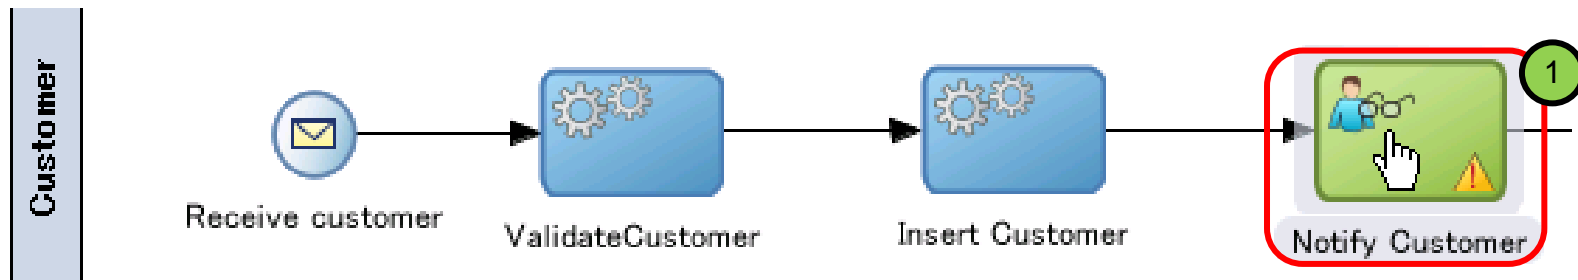 Customer
1
Receive customer
ValidateCustomer
Insert Customer
Notify Customer